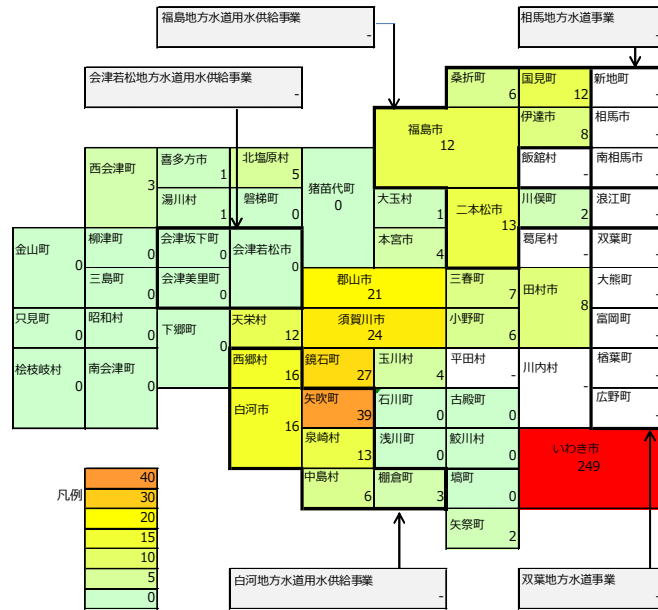 福島地方水道用水供給事業
-
相馬地方水道事業
-
会津若松地方水道用水供給事業
-
桑折町
6
国見町
12
新地町
-
福島市
12
伊達市
8
相馬市
-
西会津町
3
喜多方市
1
北塩原村
5
猪苗代町
0
飯舘村
-
南相馬市
-
湯川村
1
磐梯町
0
大玉村
1
二本松市
13
川俣町
2
浪江町
-
金山町
0
柳津町
0
会津坂下町
0
会津若松市
0
本宮市
4
葛尾村
-
双葉町
-
三島町
0
会津美里町
0
郡山市
21
三春町
7
田村市
8
大熊町
-
只見町
0
昭和村
0
下郷町
0
天栄村
12
須賀川市
24
小野町
6
富岡町
-
桧枝岐村
0
南会津町
0
西郷村
16
鏡石町
27
玉川村
4
平田村
-
川内村
-
楢葉町
-
白河市
16
矢吹町
39
石川町
0
古殿町
0
広野町
-
泉崎村
13
浅川町
0
鮫川村
0
いわき市
249
中島村
6
棚倉町
3
塙町
0
矢祭町
2
凡例
40
30
20
15
10
5
0
白河地方水道用水供給事業
-
双葉地方水道事業
-